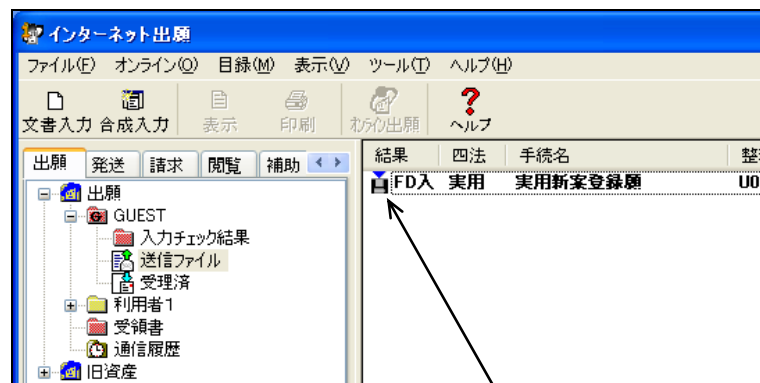 インターネット出願
ファイル(F) オンライン(O) 目録(M) 表示(V) ツール(T) ヘルプ(H)
文書入力 合成入力 表示 印刷 オンライン出願 ヘルプ
出願 発送 請求 閲覧 補助
結果 四法 手続名 整
FD入 実用 実用新案登録願 U0
出願
GUEST
入力チェック結果
送信ファイル
受理済
利用者1
受領書
通信履歴
旧資産